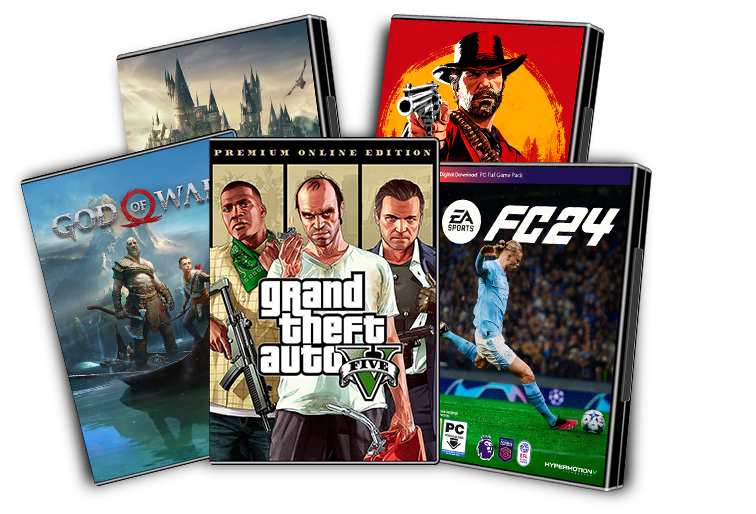 GOD OF WAR
PREMIUM ONLINE EDITION
grand
theft
auto
V
FIVE
Digital Download PC Full Game Pack
EA
SPORTS
FC24
PC
HYPERMOTION V